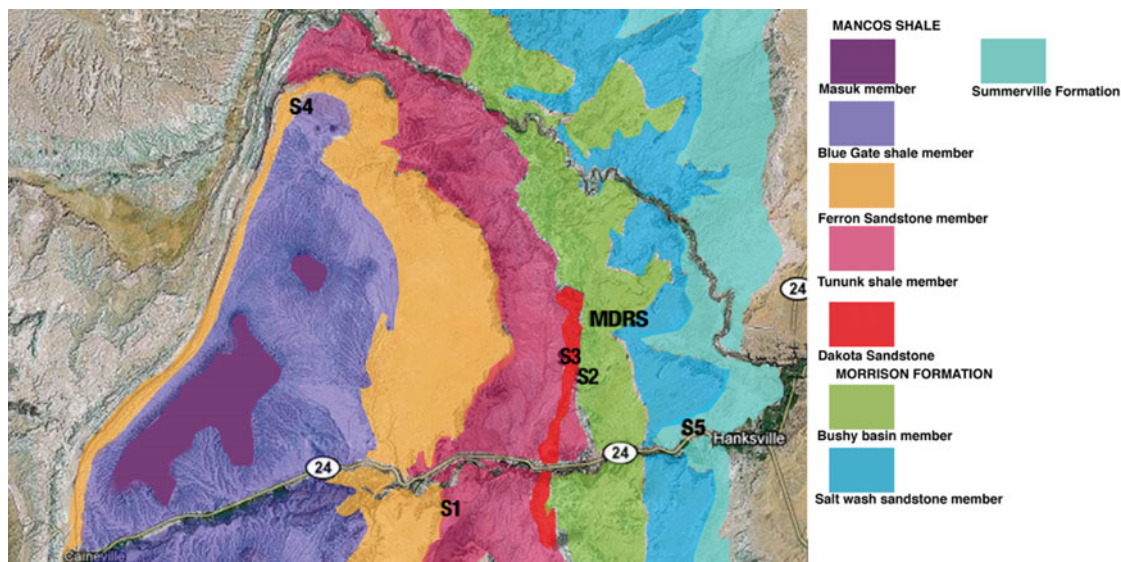 S4
24
MDRS
S3
S2
S5
Hanksville
24
24
S1
Caineville
MANCOS SHALE
Masuk member
Summerville Formation
Blue Gate shale member
Ferron Sandstone member
Tununk shale member
Dakota Sandstone
MORRISON FORMATION
Bushy basin member
Salt wash sandstone member